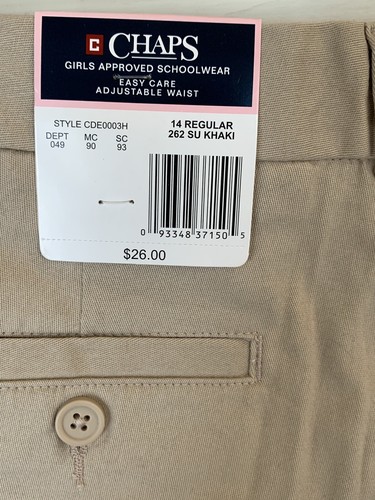 C CHAPS
GIRLS APPROVED SCHOOLWEAR
EASY CARE
ADJUSTABLE WAIST
STYLE CDE0003H
14 REGULAR
DEPT MC SC
262 SU KHAKI
049 90 93
0 93348 37150 5
$26.00